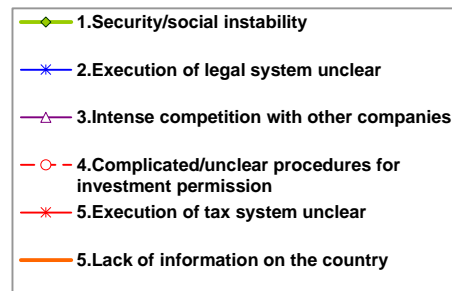 1.Security/social instability
2.Execution of legal system unclear
3.Intense competition with other companies
4.Complicated/unclear procedures for
investment permission
5.Execution of tax system unclear
5.Lack of information on the country